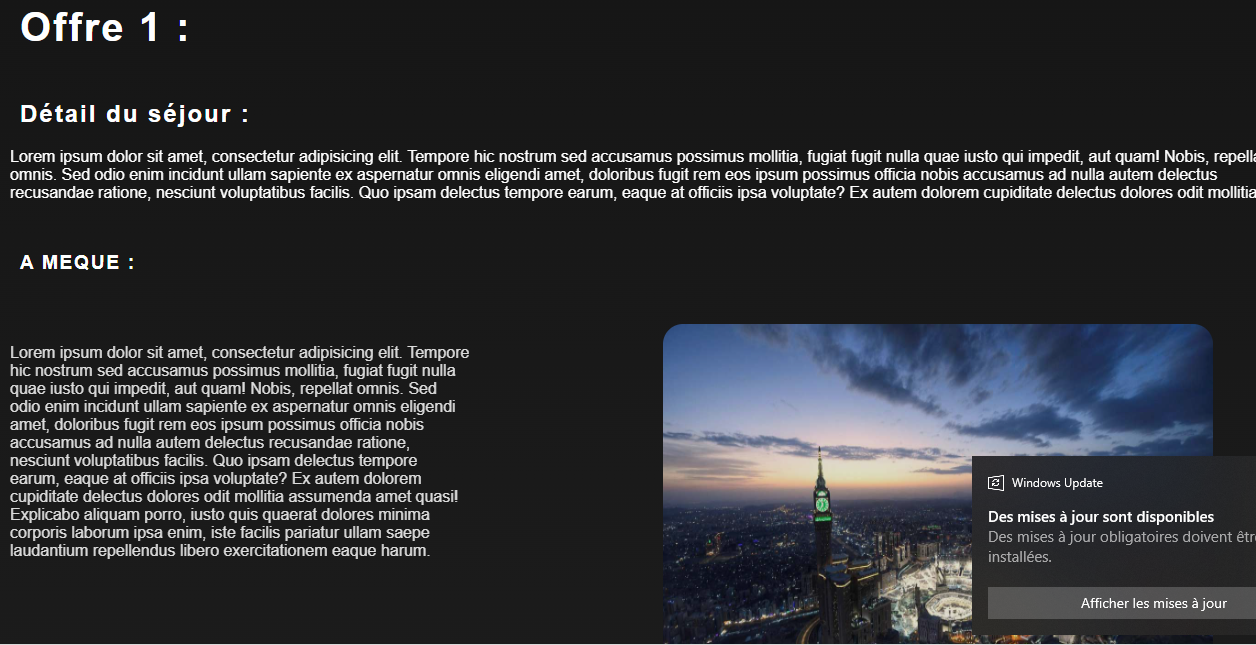 Offre 1 :
Détail du séjour :
Lorem ipsum dolor sit amet, consectetur adipisicing elit. Tempore hic nostrum sed accusamus possimus mollitia, fugiat fugit nulla quae iusto qui impedit, aut quam! Nobis,
omnis. Sed odio enim incidunt ullam sapiente ex aspernatur omnis eligendi amet, doloribus fugit rem eos ipsum possimus officia nobis accusamus ad nulla autem delectus
recusandae ratione, nesciunt voluptatibus facilis. Quo ipsam delectus tempore earum, eaque at officiis ipsa voluptate? Ex autem dolorem cupiditate delectus dolores odit mollitia
A MEQUE :
Lorem ipsum dolor sit amet, consectetur adipisicing elit. Tempore
hic nostrum sed accusamus possimus mollitia, fugiat fugit nulla
quae iusto qui impedit, aut quam! Nobis, repellat omnis. Sed
odio enim incidunt ullam sapiente ex aspernatur omnis eligendi
amet, doloribus fugit rem eos ipsum possimus officia nobis
accusamus ad nulla autem delectus recusandae ratione,
nesciunt voluptatibus facilis. Quo ipsam delectus tempore
earum, eaque at officiis ipsa voluptate? Ex autem dolorem
cupiditate delectus dolores odit mollitia assumenda amet quasi!
Explicabo aliquam porro, iusto quis quaerat dolores minima
corporis laborum ipsa enim, iste facilis pariatur ullam saepe
laudantium repellendus libero exercitationem eaque harum.
Windows Update
Des mises à jour sont disponibles
Des mises à jour obligatoires doivent
installées.
Afficher les mises à jour